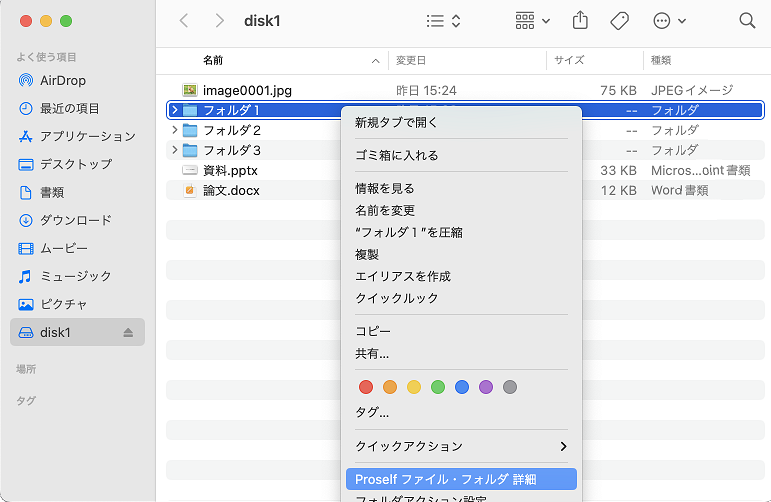 disk1
よく使う項目
AirDrop
最近の項目
アプリケーション
デスクトップ
書類
ダウンロード
ムービー
ミュージック
ピクチャ
disk1
場所
タグ
名前 変更日 サイズ 種類
image0001.jpg 昨日 15:24 75 KB JPEGイメージ
フォルダ１ -- フォルダ
フォルダ２ -- フォルダ
フォルダ３ -- フォルダ
資料.pptx 33 KB Micros...oint書類
論文.docx 12 KB Word書類
新規タブで開く
ゴミ箱に入れる
情報を見る
名前を変更
“フォルダ１”を圧縮
複製
エイリアスを作成
クイックルック
コピー
共有...
タグ...
クイックアクション
Proself ファイル・フォルダ 詳細
フォルダアクション設定